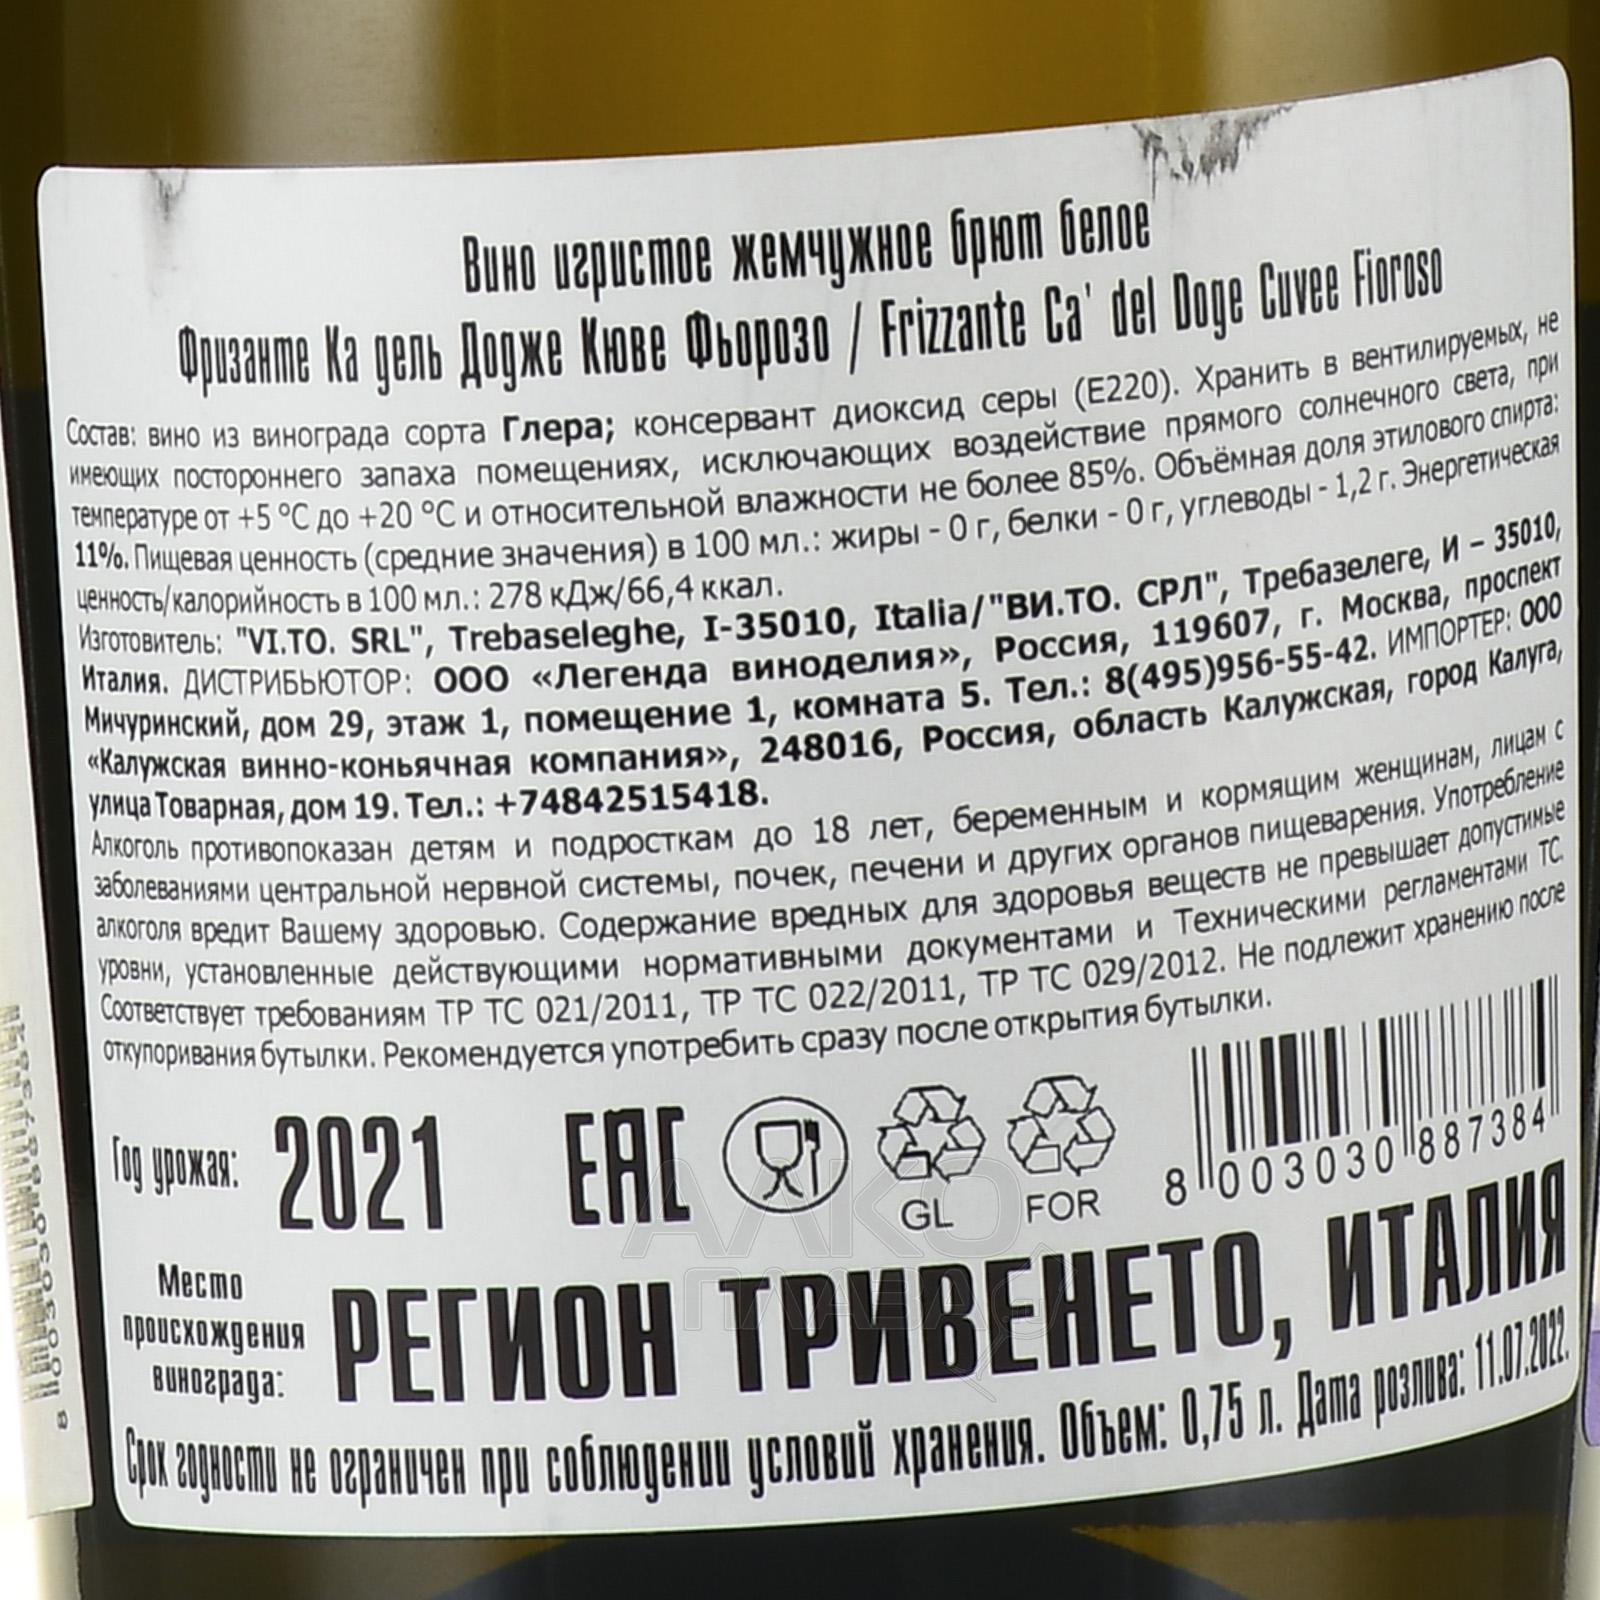 Вино игристое жемчужное брют белое
Фризанте Ка дель Додже Кюве Фьорозо / Frizzante Ca' del Doge Cuvee Fioroso
Состав: вино из винограда сорта Глера; консервант диоксид серы (Е220). Хранить в вентилируемых, не
имеющих постороннего запаха помещениях, исключающих воздействие прямого солнечного света, при
температуре от +5 °С до +20 °С и относительной влажности не более 85%. Объёмная доля этилового спирта:
11%. Пищевая ценность (средние значения) в 100 мл.: жиры - 0 г, белки - 0 г, углеводы - 1,2 г. Энергетическая
ценность/калорийность в 100 мл.: 278 кДж/66,4 ккал.
Изготовитель: "VI.TO. SRL", Trebaseleghe, I-35010, Italia/"ВИ.ТО. СРЛ", Требазелеге, И – 35010,
Италия. ДИСТРИБЬЮТОР: ООО «Легенда виноделия», Россия, 119607, г. Москва, проспект
Мичуринский, дом 29, этаж 1, помещение 1, комната 5. Тел.: 8(495)956-55-42. ИМПОРТЕР: ООО
«Калужская винно-коньячная компания», 248016, Россия, область Калужская, город Калуга,
улица Товарная, дом 19. Тел.: +74842515418.
Алкоголь противопоказан детям и подросткам до 18 лет, беременным и кормящим женщинам, лицам с
заболеваниями центральной нервной системы, почек, печени и других органов пищеварения. Употребление
алкоголя вредит Вашему здоровью. Содержание вредных для здоровья веществ не превышает допустимые
уровни, установленные действующими нормативными документами и Техническими регламентами ТС.
Соответствует требованиям ТР ТС 021/2011, ТР ТС 022/2011, ТР ТС 029/2012. Не подлежит хранению после
откупоривания бутылки. Рекомендуется употребить сразу после открытия бутылки.
Год урожая: 2021 ЕАС
GL FOR
8 003030 887384
Место
происхождения
винограда:
РЕГИОН ТРИВЕНЕТО, ИТАЛИЯ
Срок годности не ограничен при соблюдении условий хранения. Объем: 0,75 л. Дата розлива: 11.07.2022.
АЛКО
ПЛАВАЮ